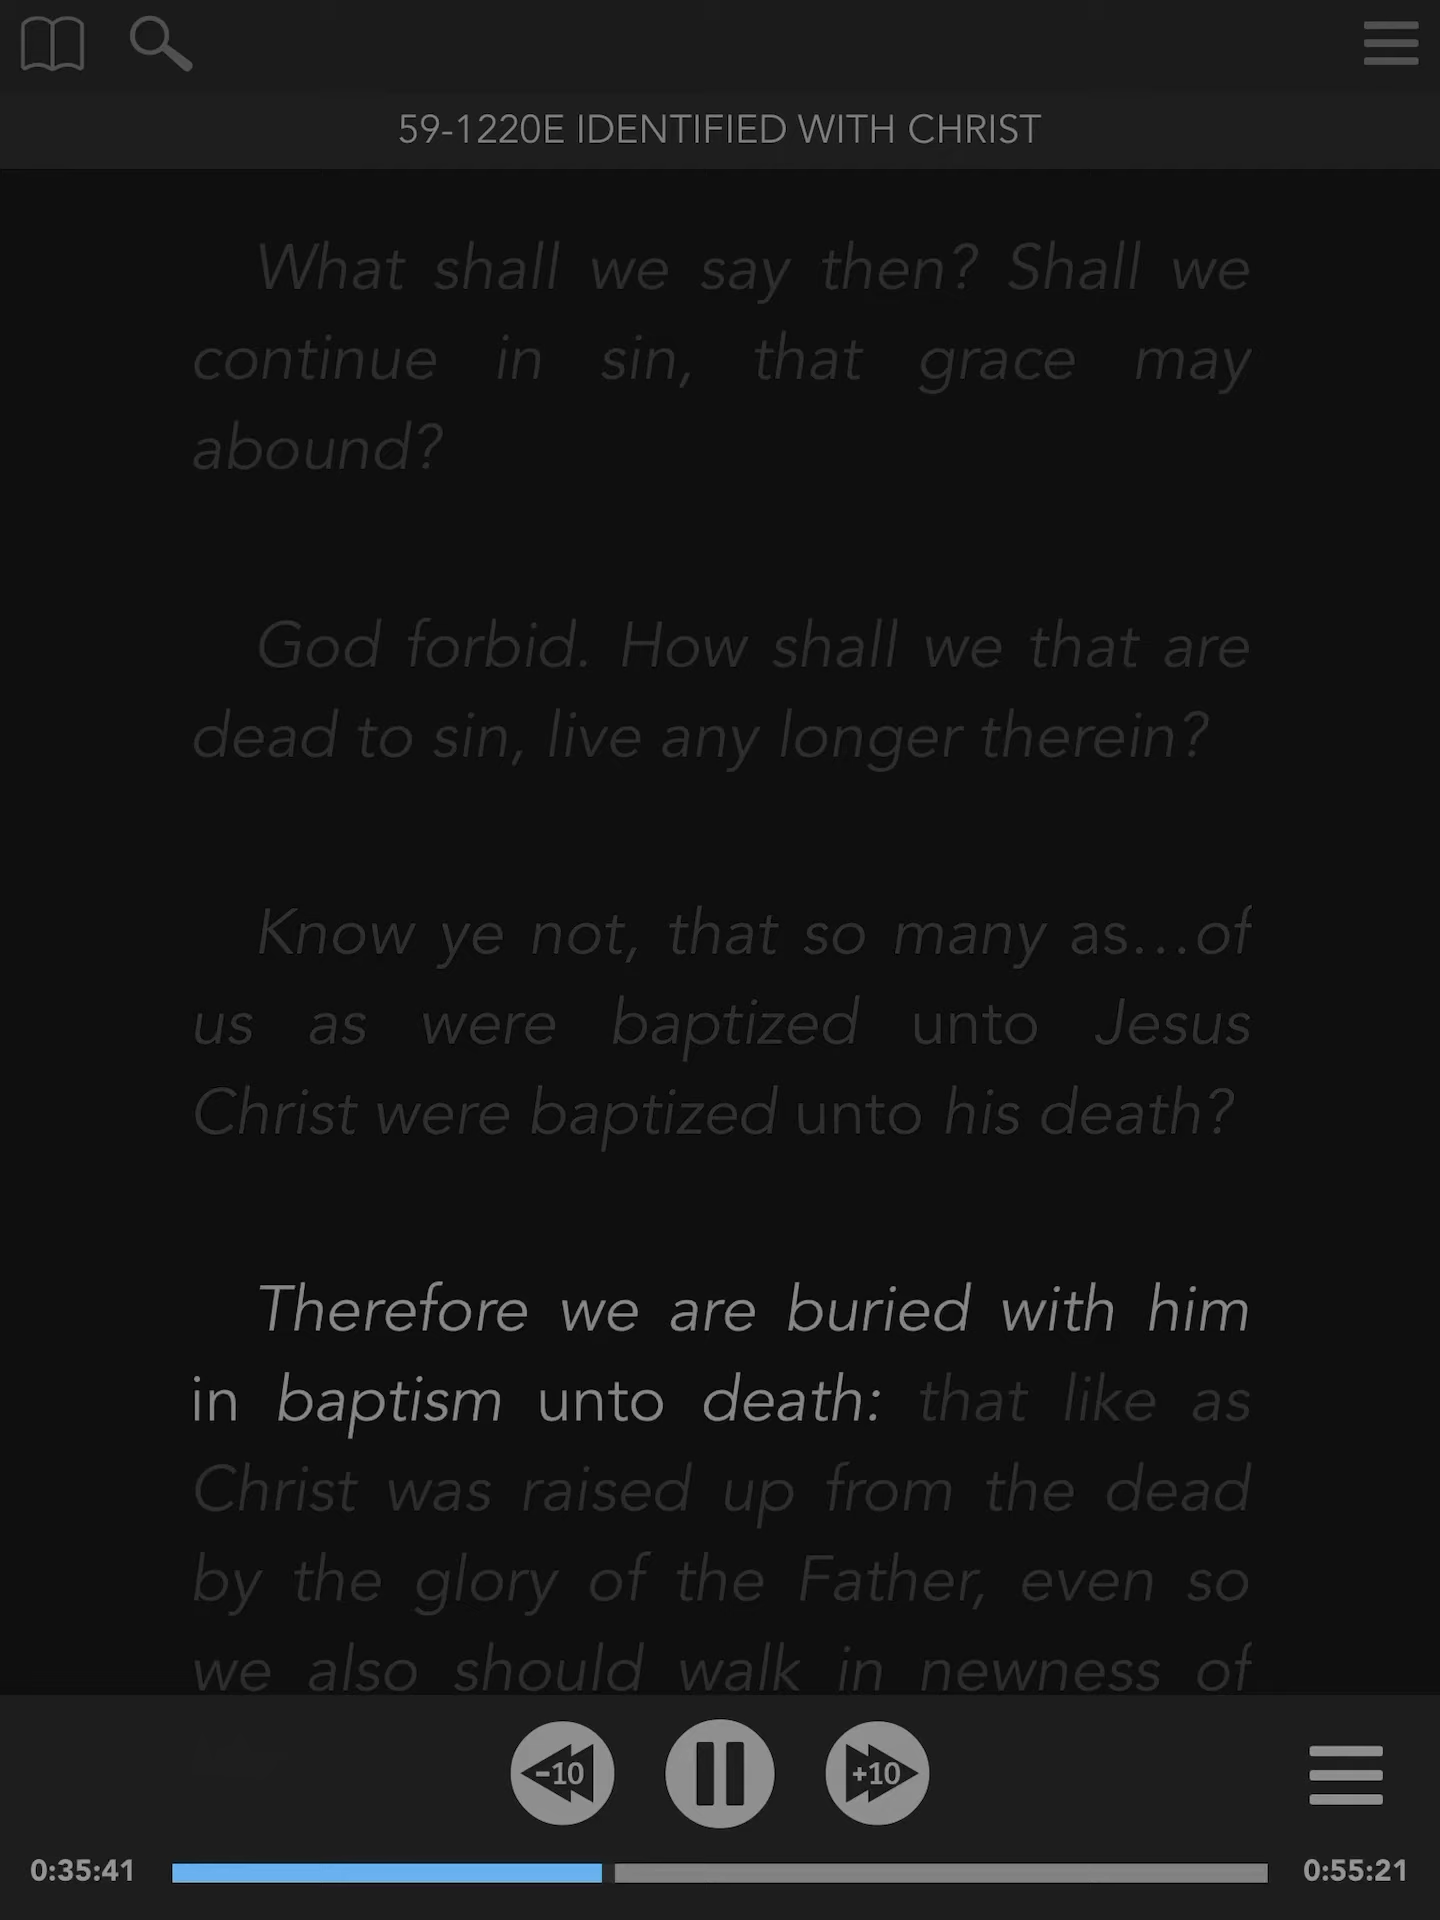 59-1220E IDENTIFIED WITH CHRIST
What shall we say then? Shall we
continue in sin, that grace may
abound?
God forbid. How shall we that are
dead to sin, live any longer therein?
Know ye not, that so many as…of
us as were baptized unto Jesus
Christ were baptized unto his death?
Therefore we are buried with him
in baptism unto death: that like as
Christ was raised up from the dead
by the glory of the Father, even so
we also should walk in newness of
-10
+10
0:35:41
0:55:21